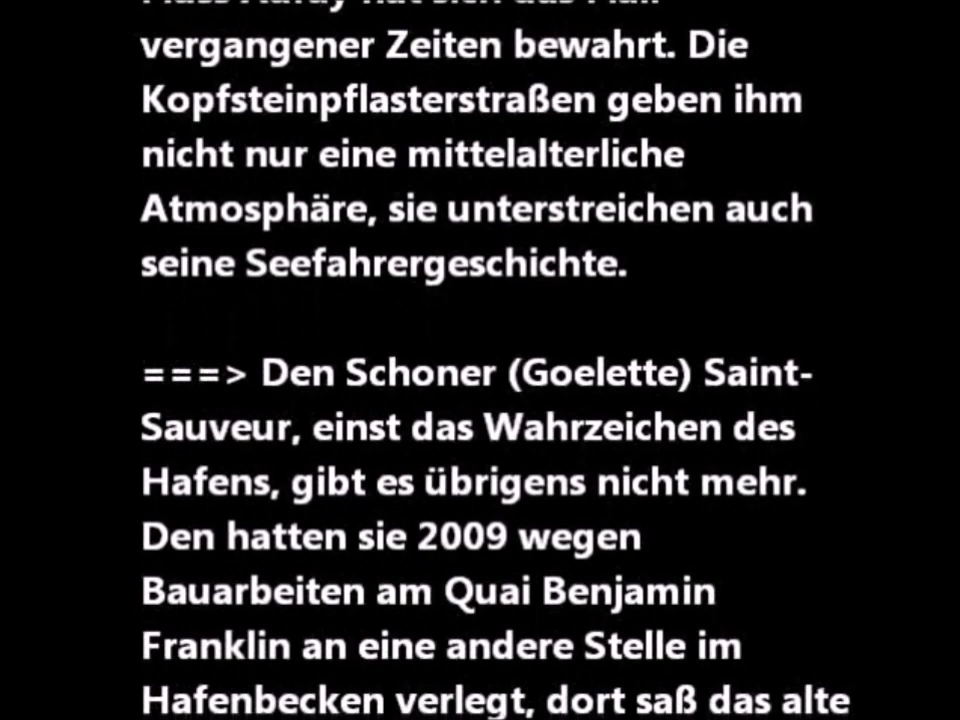 vergangener Zeiten bewahrt. Die
Kopfsteinpflasterstraßen geben ihm
nicht nur eine mittelalterliche
Atmosphäre, sie unterstreichen auch
seine Seefahrergeschichte.
===> Den Schoner (Goelette) Saint-
Sauveur, einst das Wahrzeichen des
Hafens, gibt es übrigens nicht mehr.
Den hatten sie 2009 wegen
Bauarbeiten am Quai Benjamin
Franklin an eine andere Stelle im
Hafenbecken verlegt, dort saß das alte